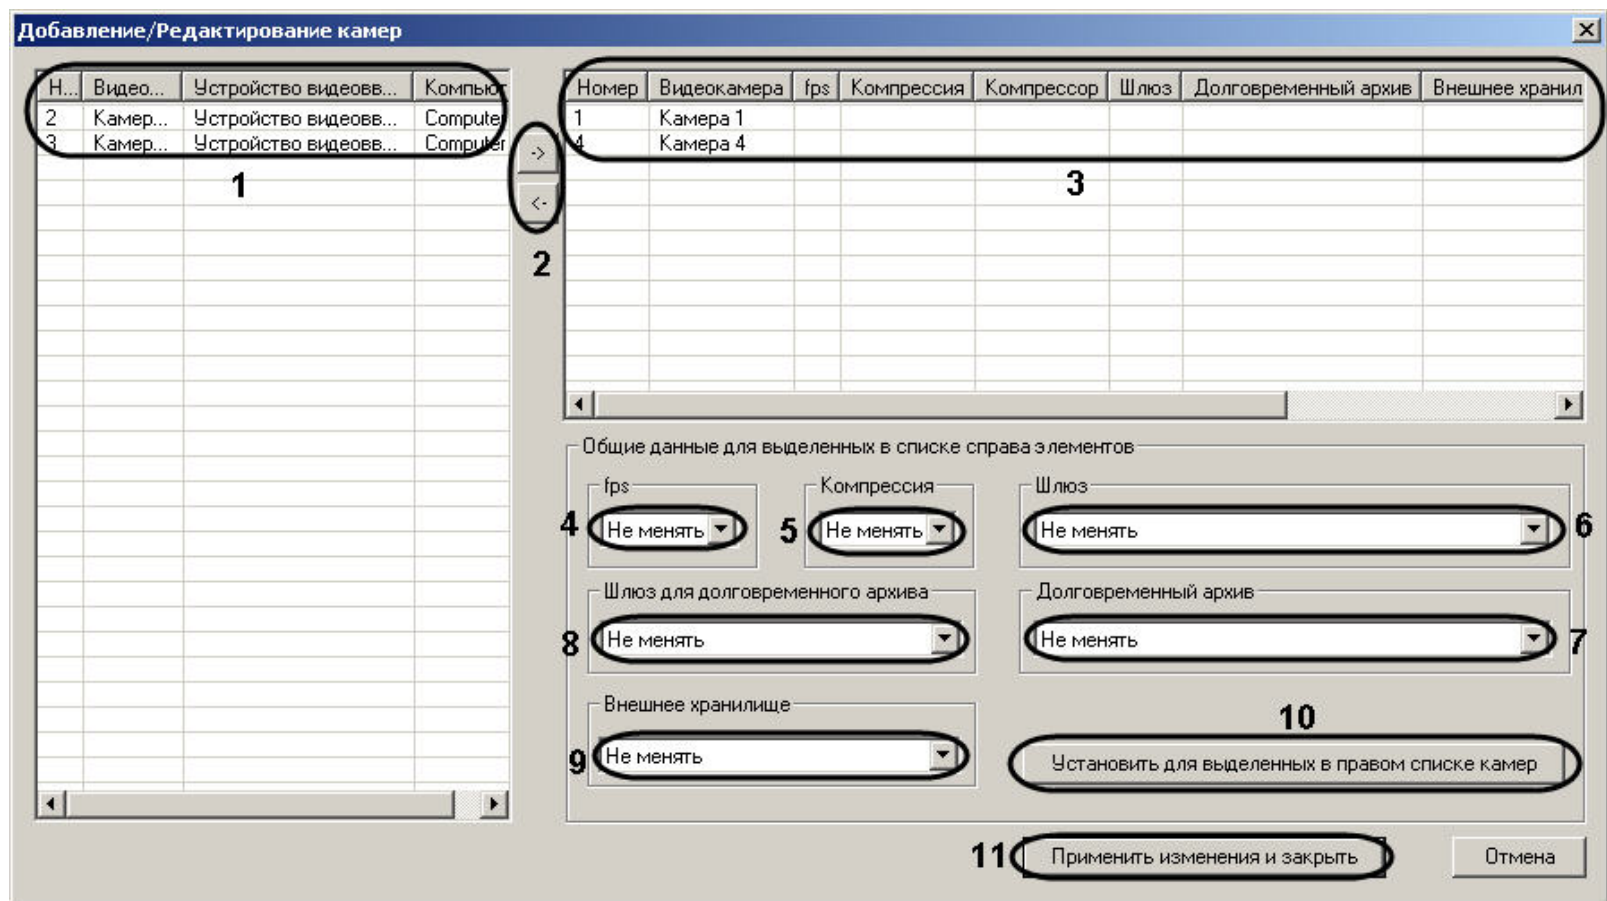 Добавление/Редактирование камер
Н... Видео... Устройство видеовв... Компьют
2 Камер... Устройство видеовв... Computer
3 Камер... Устройство видеовв... Computer
1
->
<-
2
Номер Видеокамера fps Компрессия Компрессор Шлюз Долговременный архив Внешнее хранил
1 Камера 1
4 Камера 4
3
Общие данные для выделенных в списке справа элементов
fps Компрессия Шлюз
4 Не менять 5 Не менять Не менять 6
Шлюз для долговременного архива Долговременный архив
8 Не менять Не менять 7
Внешнее хранилище
9 Не менять
10
Установить для выделенных в правом списке камер
11 Применить изменения и закрыть Отмена